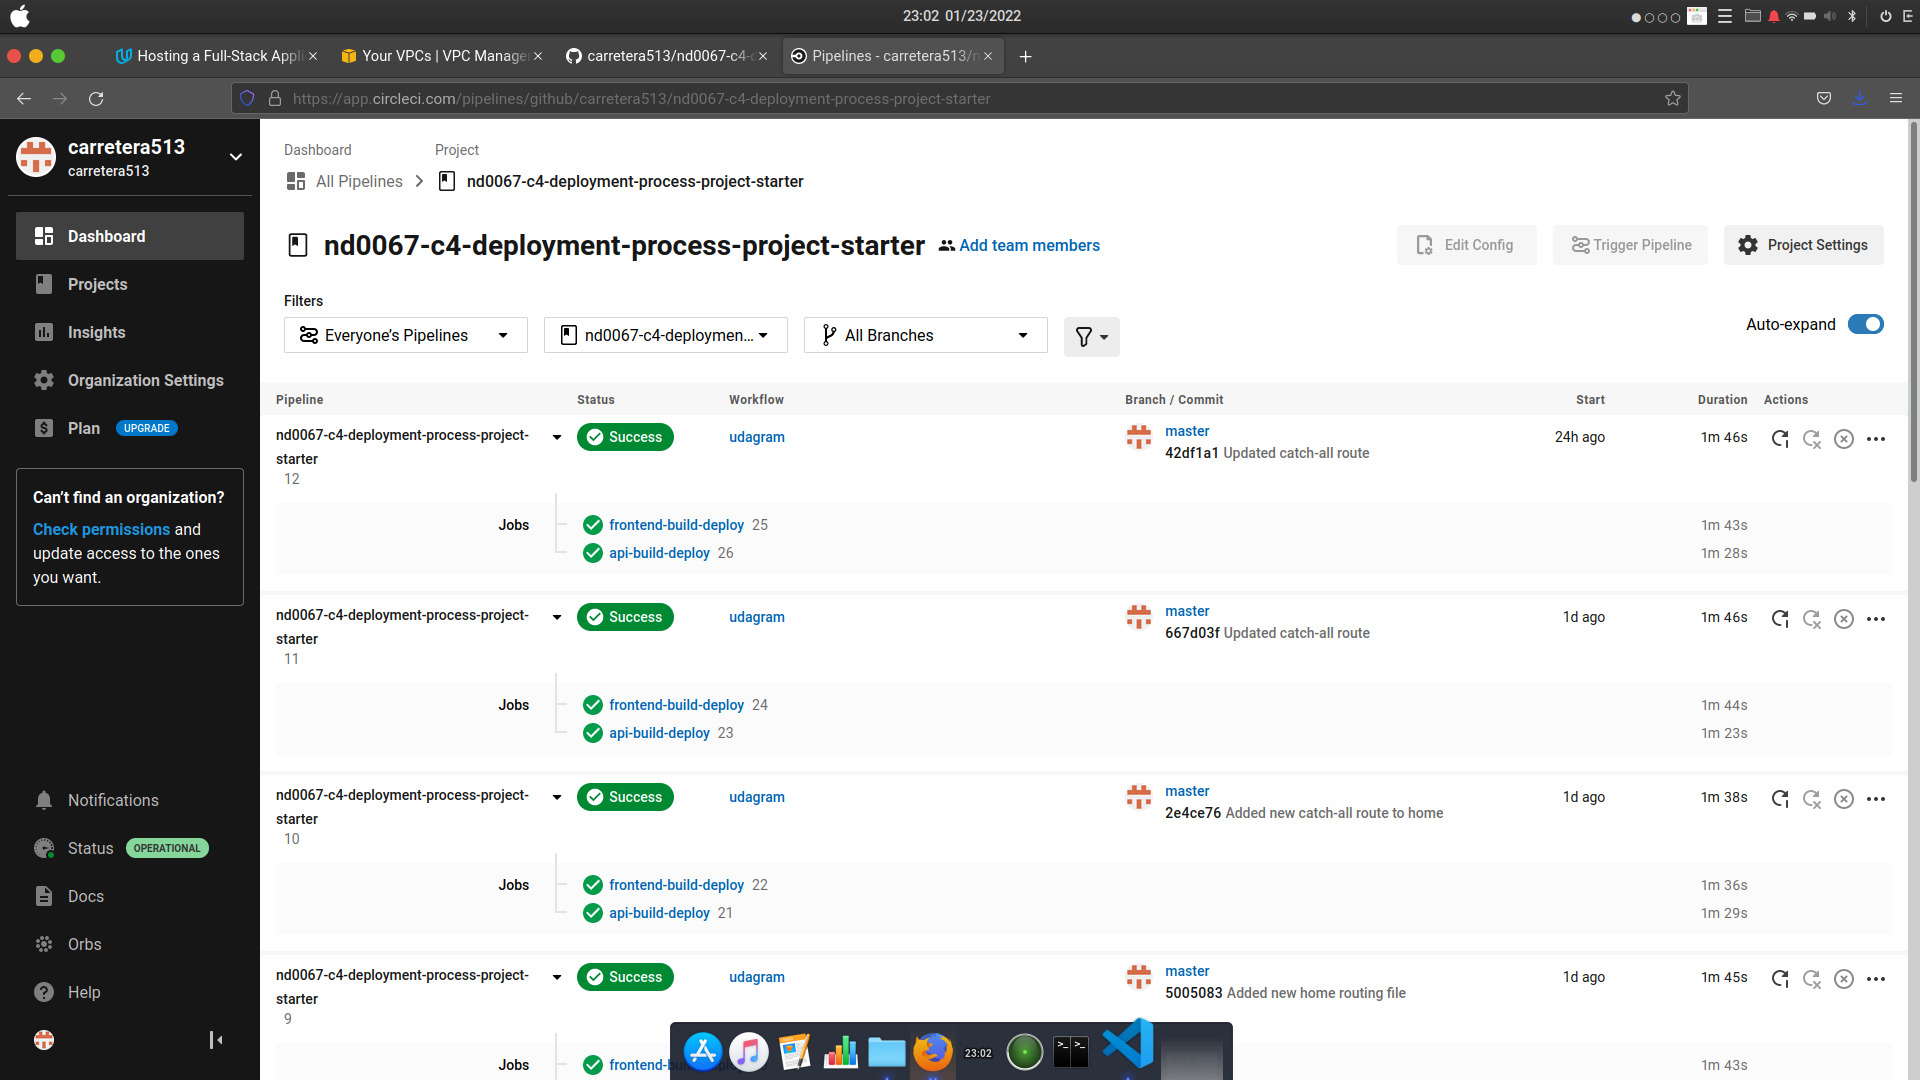 23:02 01/23/2022
Hosting a Full-Stack Appli
Your VPCs | VPC Manage
carretera513/nd0067-c4-
Pipelines - carretera513/n
https://app.circleci.com/pipelines/github/carretera513/nd0067-c4-deployment-process-project-starter
carretera513
carretera513
Dashboard
Projects
Insights
Organization Settings
Plan UPGRADE
Can't find an organization?
Check permissions and
update access to the ones
you want.
Notifications
Status OPERATIONAL
Docs
Orbs
Help
Dashboard Project
All Pipelines nd0067-c4-deployment-process-project-starter
nd0067-c4-deployment-process-project-starter Add team members
Edit Config Trigger Pipeline Project Settings
Filters
Everyone's Pipelines nd0067-c4-deploymen... All Branches
Auto-expand
Pipeline Status Workflow Branch / Commit Start Duration Actions
nd0067-c4-deployment-process-project-
starter
12
Success udagram master
42df1a1 Updated catch-all route
24h ago 1m 46s
Jobs frontend-build-deploy 25 1m 43s
api-build-deploy 26 1m 28s
nd0067-c4-deployment-process-project-
starter
11
Success udagram master
667d03f Updated catch-all route
1d ago 1m 46s
Jobs frontend-build-deploy 24 1m 44s
api-build-deploy 23 1m 23s
nd0067-c4-deployment-process-project-
starter
10
Success udagram master
2e4ce76 Added new catch-all route to home
1d ago 1m 38s
Jobs frontend-build-deploy 22 1m 36s
api-build-deploy 21 1m 29s
nd0067-c4-deployment-process-project-
starter
9
Success udagram master
5005083 Added new home routing file
1d ago 1m 45s
Jobs frontend-b 1m 43s
23:02